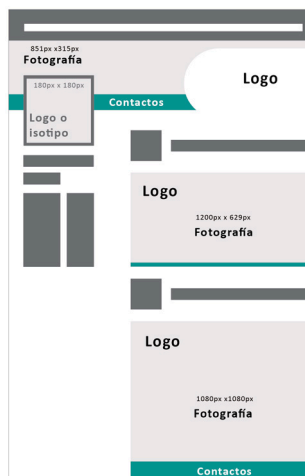 851px x315px
Fotografía
Logo
180px x 180px
Contactos
Logo o
isotipo
Logo
1200px x 629px
Fotografía
Logo
1080px x1080px
Fotografía
Contactos